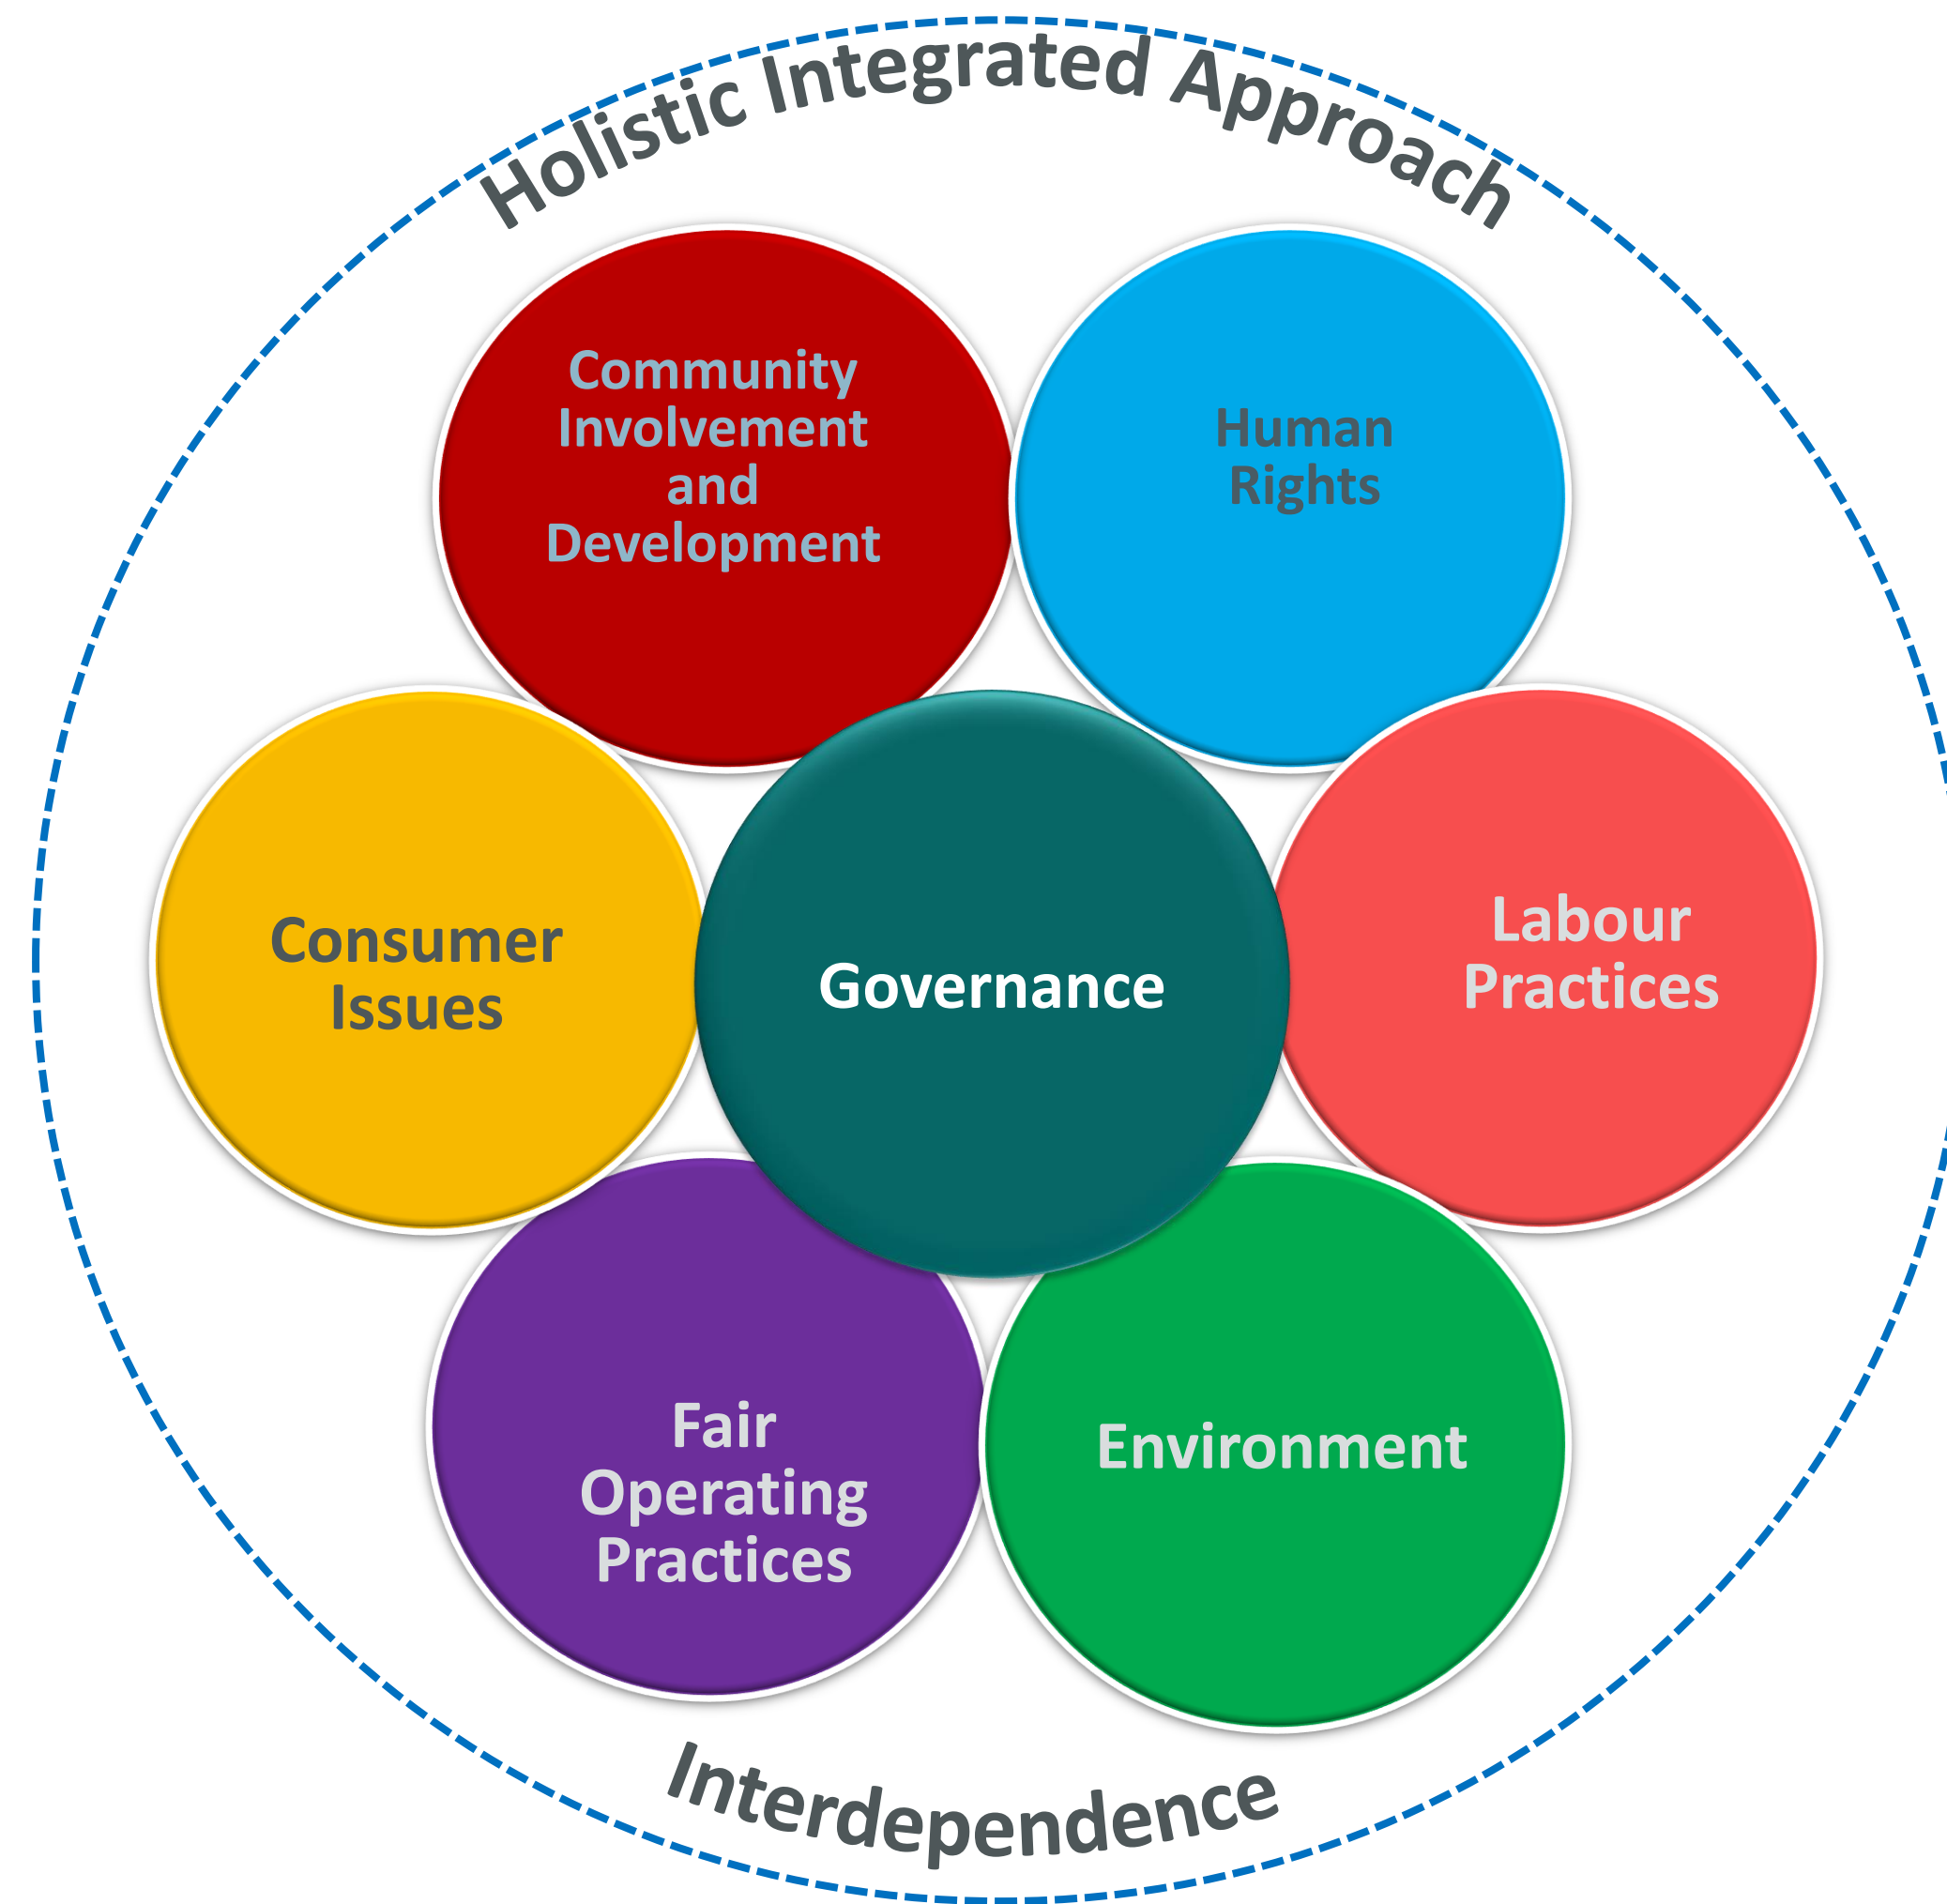 Holistic Integrated Approach
Community
Involvement
and
Development
Human
Rights
Consumer
Issues
Governance
Labour
Practices
Fair
Operating
Practices
Environment
Interdependence